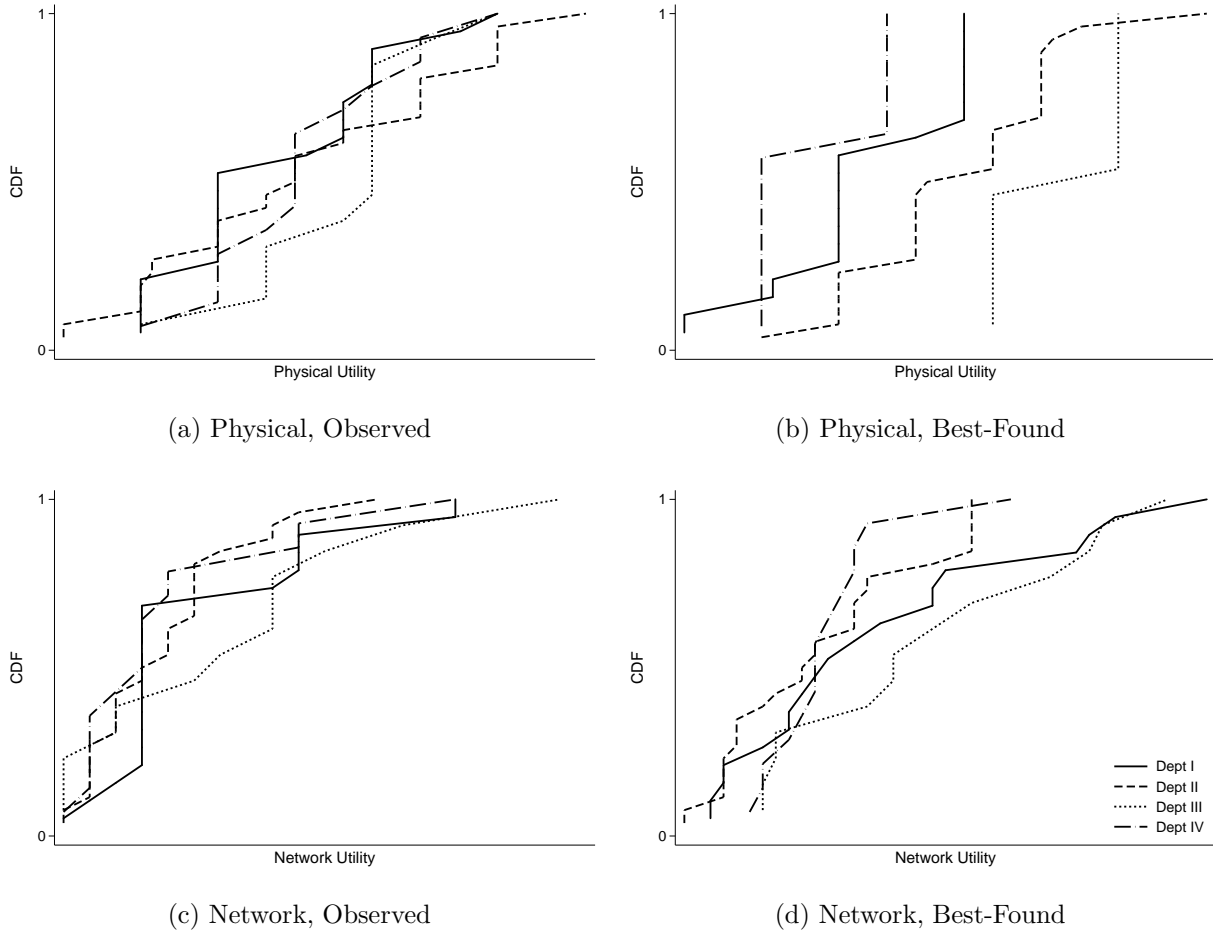 1
CDF
0
Physical Utility
(a) Physical, Observed
1
CDF
0
Physical Utility
(b) Physical, Best-Found
1
CDF
0
Network Utility
(c) Network, Observed
1
CDF
0
Dept I
Dept II
Dept III
Dept IV
Network Utility
(d) Network, Best-Found